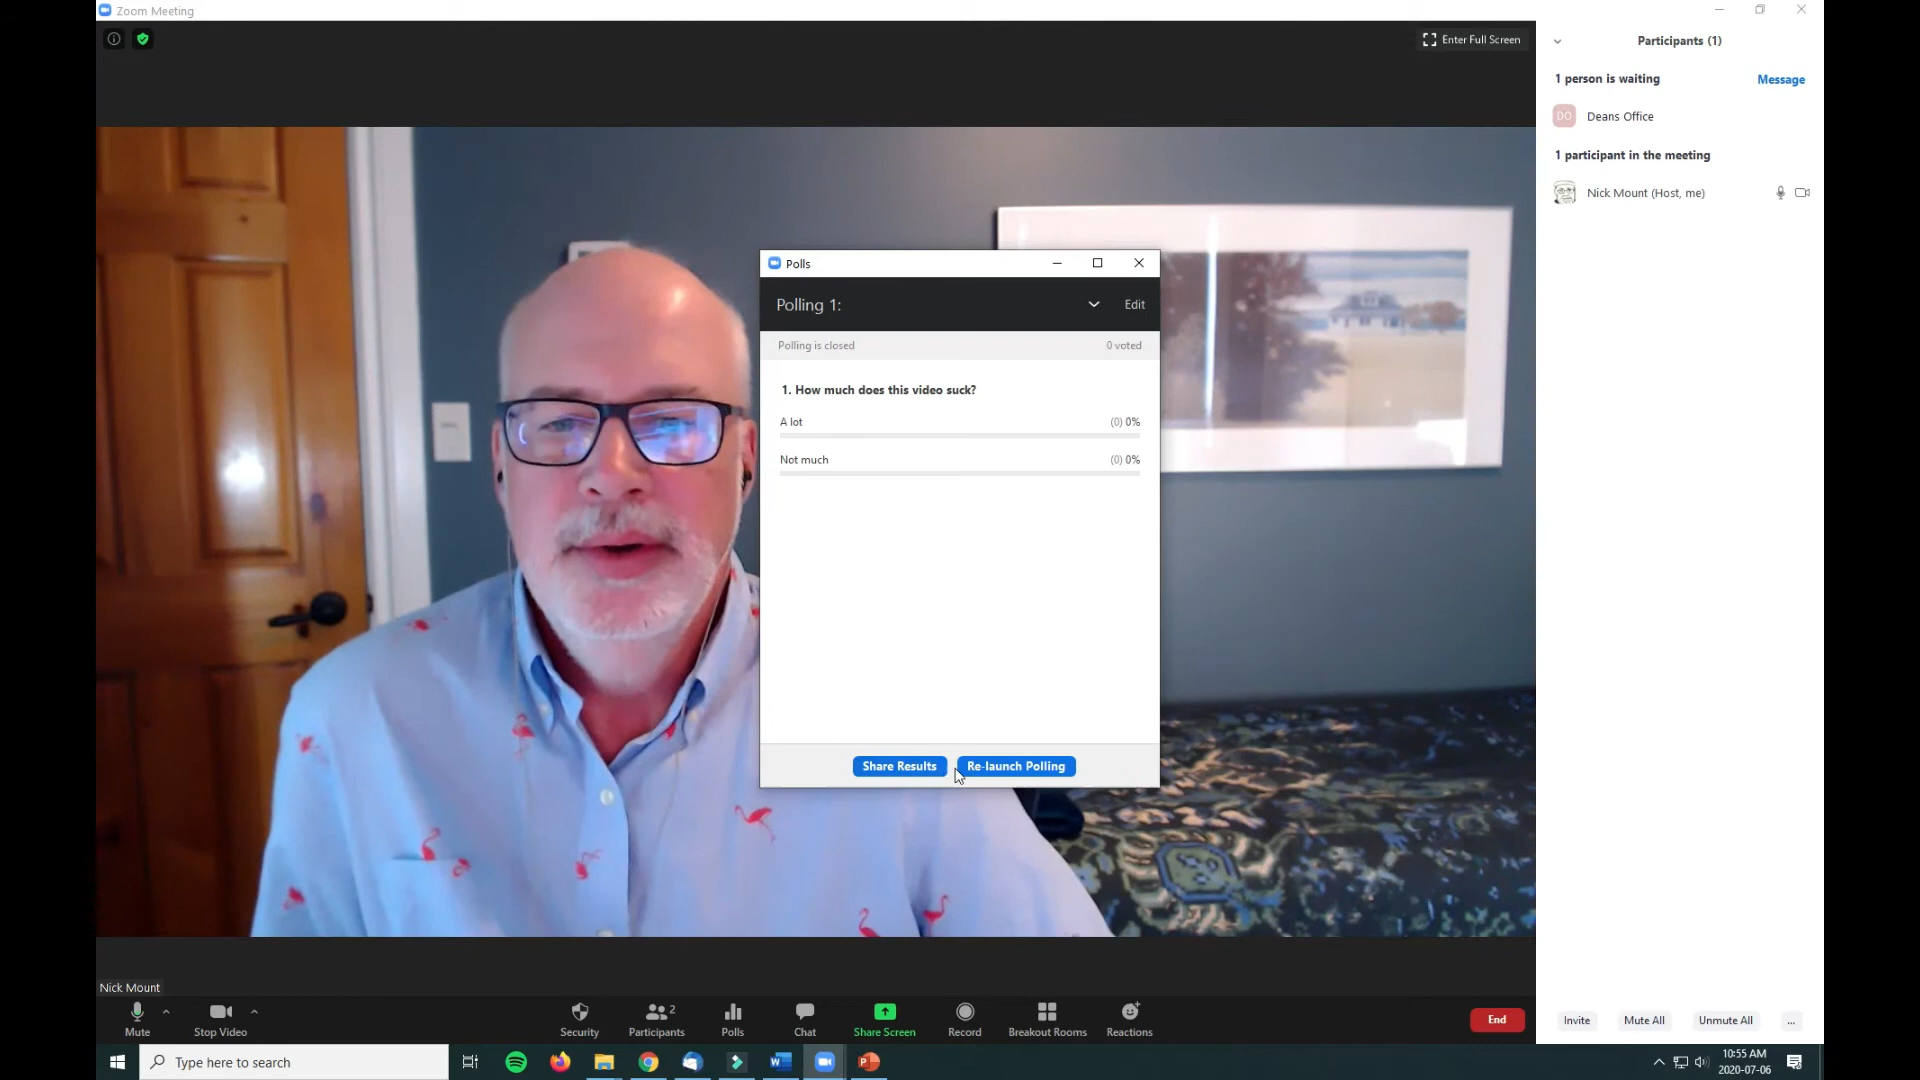 Zoom Meeting
Enter Full Screen
Participants (1)
1 person is waiting
Message
DO
Deans Office
1 participant in the meeting
Nick Mount (Host, me)
Polls
Polling 1:
Edit
Polling is closed
0 voted
1. How much does this video suck?
A lot
(0) 0%
Not much
(0) 0%
Share Results
Re-launch Polling
Nick Mount
Mute
Stop Video
Security
2
Participants
Polls
Chat
Share Screen
Record
Breakout Rooms
Reactions
End
Invite
Mute All
Unmute All
...
Type here to search
10:55 AM
2020-07-06